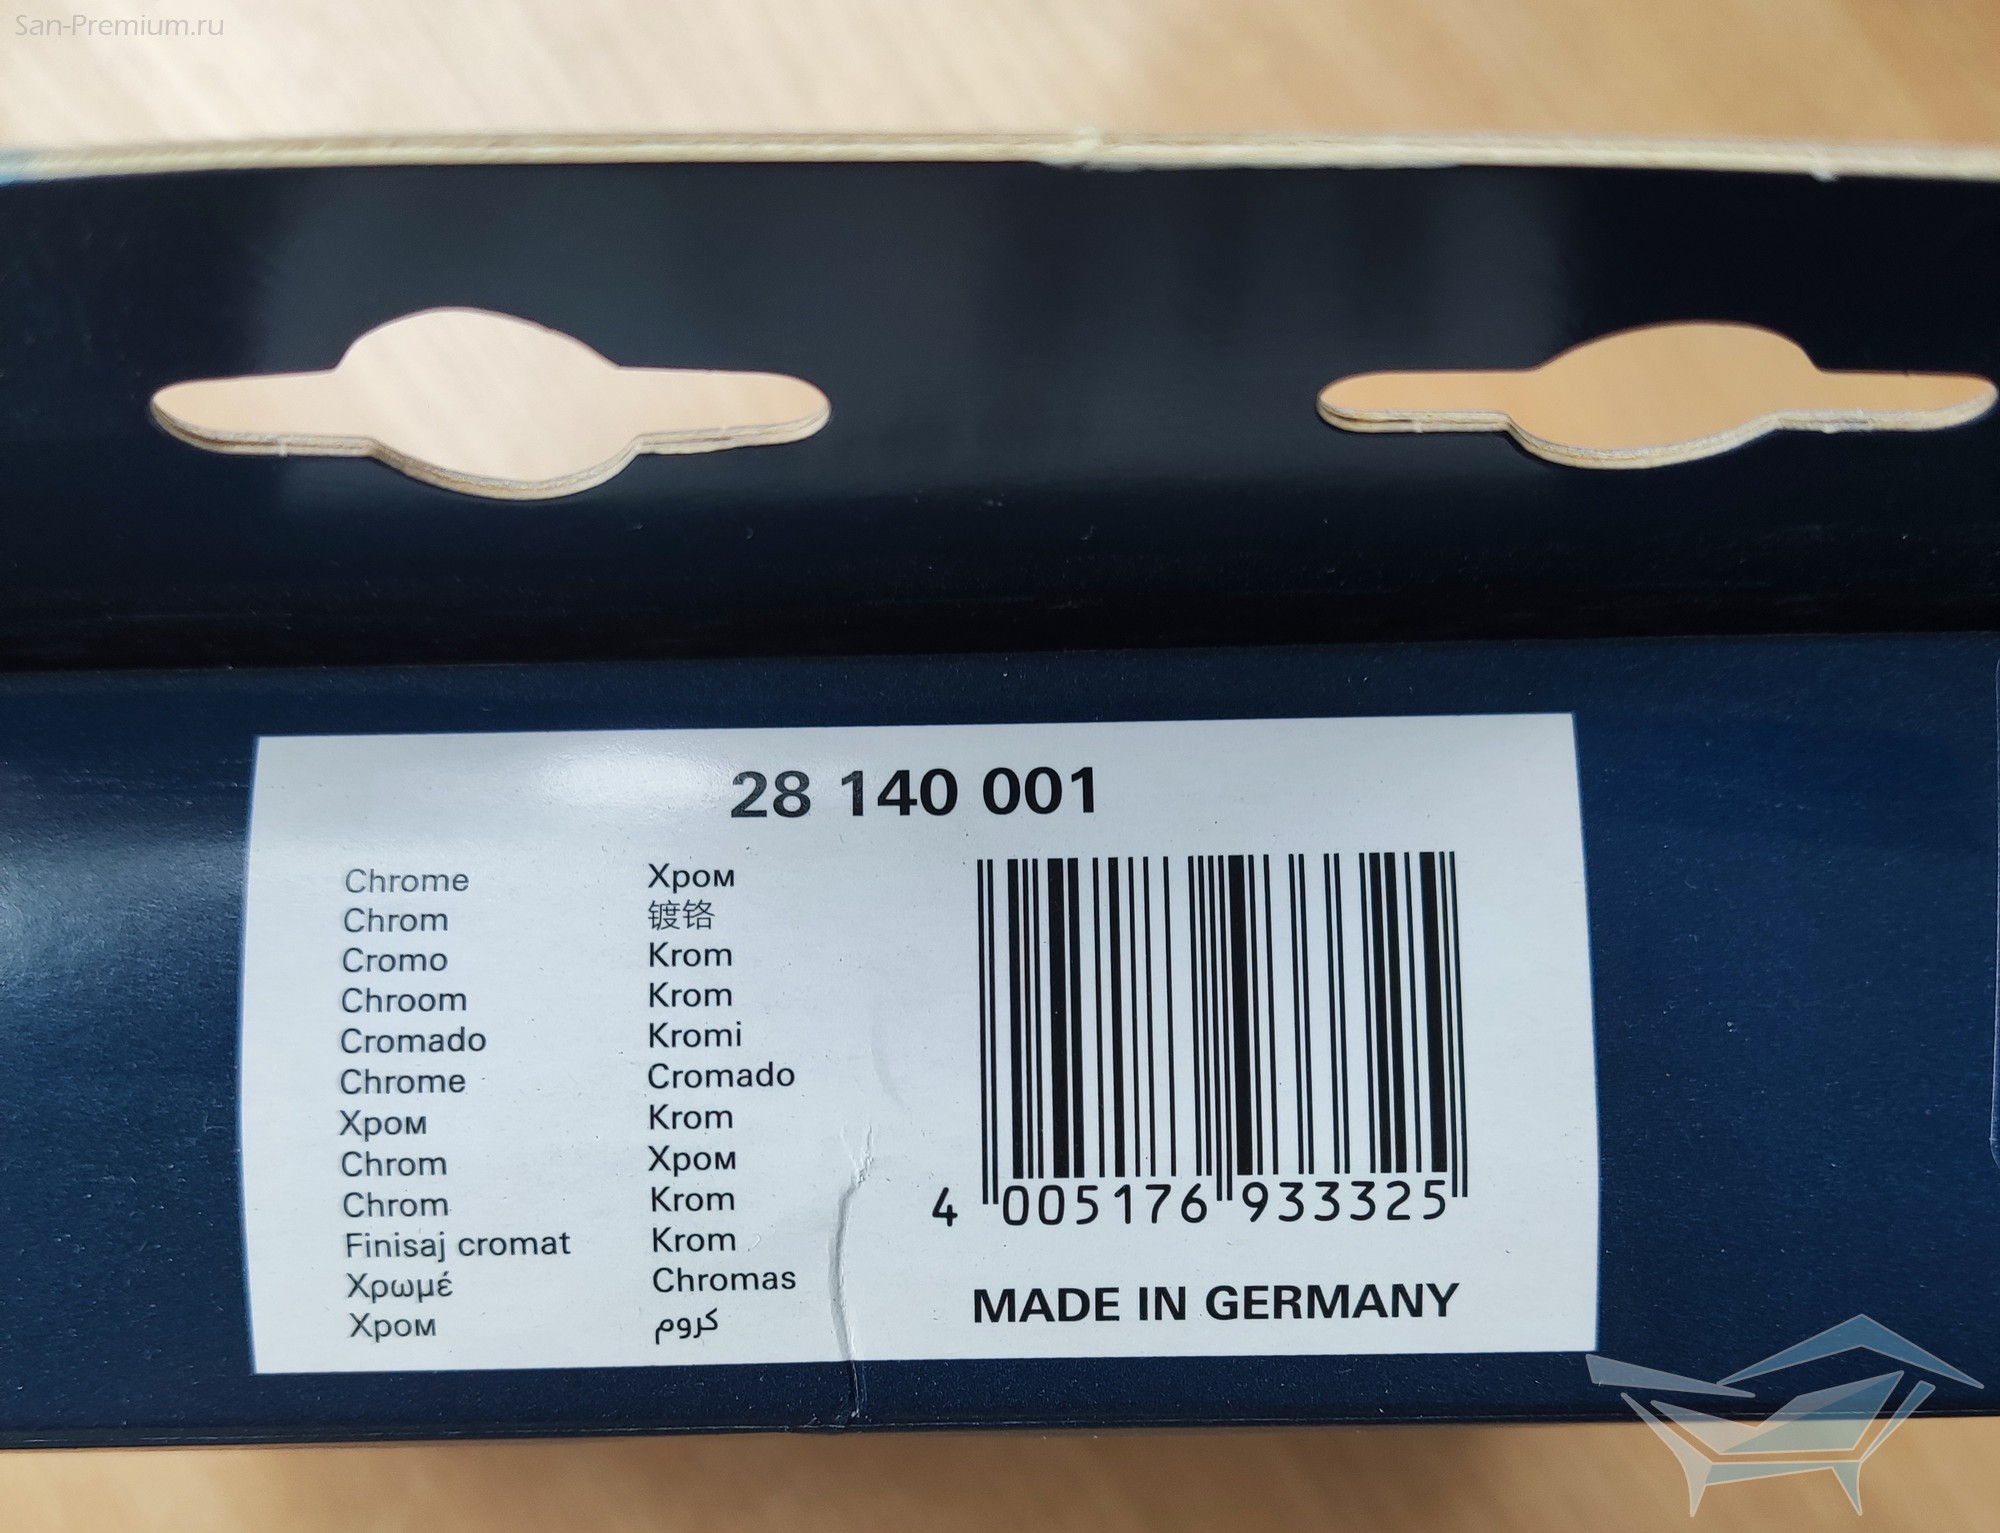 San-Premium.ru
28 140 001
Chrome
Chrom
Cromo
Chroom
Cromado
Chrome
Хром
Chrom
Chrom
Finisaj cromat
Χρωμέ
Хром
Хром
镀铬
Krom
Krom
Kromi
Cromado
Krom
Хром
Krom
Krom
Chromas
كروم
4 005176 933325
MADE IN GERMANY